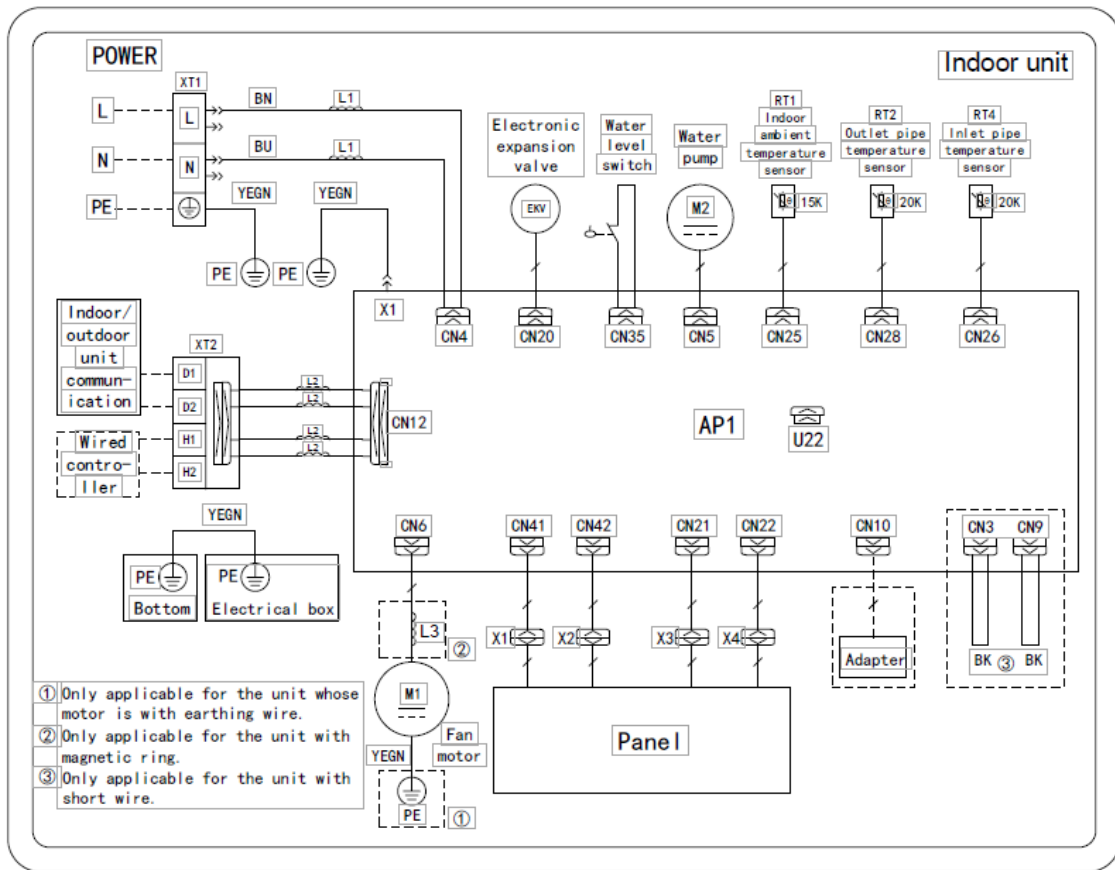 POWER
Indoor unit
XT1
L
L
BN
L1
N
N
BU
L1
PE
YEGN
YEGN
PE
PE
X1
Electronic
expansion
valve
EKV
Water
level
switch
Water
pump
M2
RT1
Indoor
ambient
temperature
sensor
15K
RT2
Outlet pipe
temperature
sensor
20K
RT4
Inlet pipe
temperature
sensor
20K
CN4
CN20
CN35
CN5
CN25
CN28
CN26
Indoor/
outdoor
unit
commun-
ication
Wired
contro-
ller
XT2
D1
D2
H1
H2
L2
L2
L2
L2
CN12
AP1
U22
YEGN
PE
Bottom
PE
Electrical box
CN6
CN41
CN42
CN21
CN22
CN10
CN3
CN9
L3
②
X1
X2
X3
X4
Adapter
BK ③ BK
M1
Fan
motor
YEGN
PE
①
Panel
① Only applicable for the unit whose
motor is with earthing wire.
② Only applicable for the unit with
magnetic ring.
③ Only applicable for the unit with
short wire.